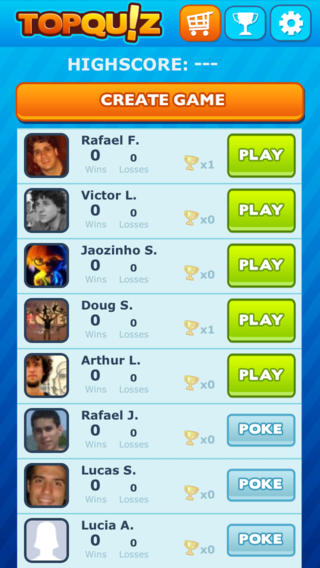 TOPQU!Z
HIGHSCORE: ---
CREATE GAME
Rafael F.
0 0
Wins Losses
x1
PLAY
Victor L.
0 0
Wins Losses
x0
PLAY
Jaozinho S.
0 0
Wins Losses
x0
PLAY
Doug S.
0 0
Wins Losses
x1
PLAY
Arthur L.
0 0
Wins Losses
x0
PLAY
Rafael J.
0 0
Wins Losses
x0
POKE
Lucas S.
0 0
Wins Losses
x0
POKE
Lucia A.
0 0
Wins Losses
x0
POKE